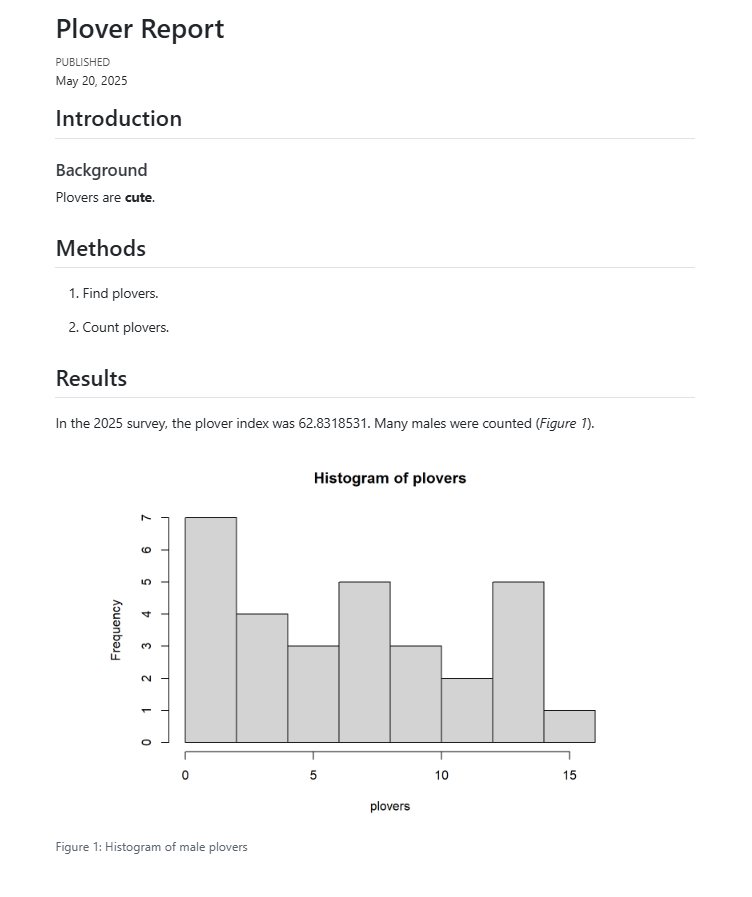 Plover Report
PUBLISHED
May 20, 2025
Introduction
Background
Plovers are cute.
Methods
1. Find plovers.
2. Count plovers.
Results
In the 2025 survey, the plover index was 62.8318531. Many males were counted (Figure 1).
Histogram of plovers
Frequency
7
6
5
4
3
2
1
0
0 5 10 15
plovers
Figure 1: Histogram of male plovers